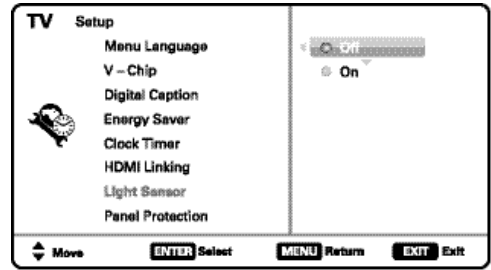 TV Setup
Menu Language
V – Chip
Digital Caption
Energy Saver
Clock Timer
HDMI Linking
Light Sensor
Panel Protection
Off
On
Move ENTER Select MENU Return EXIT Exit